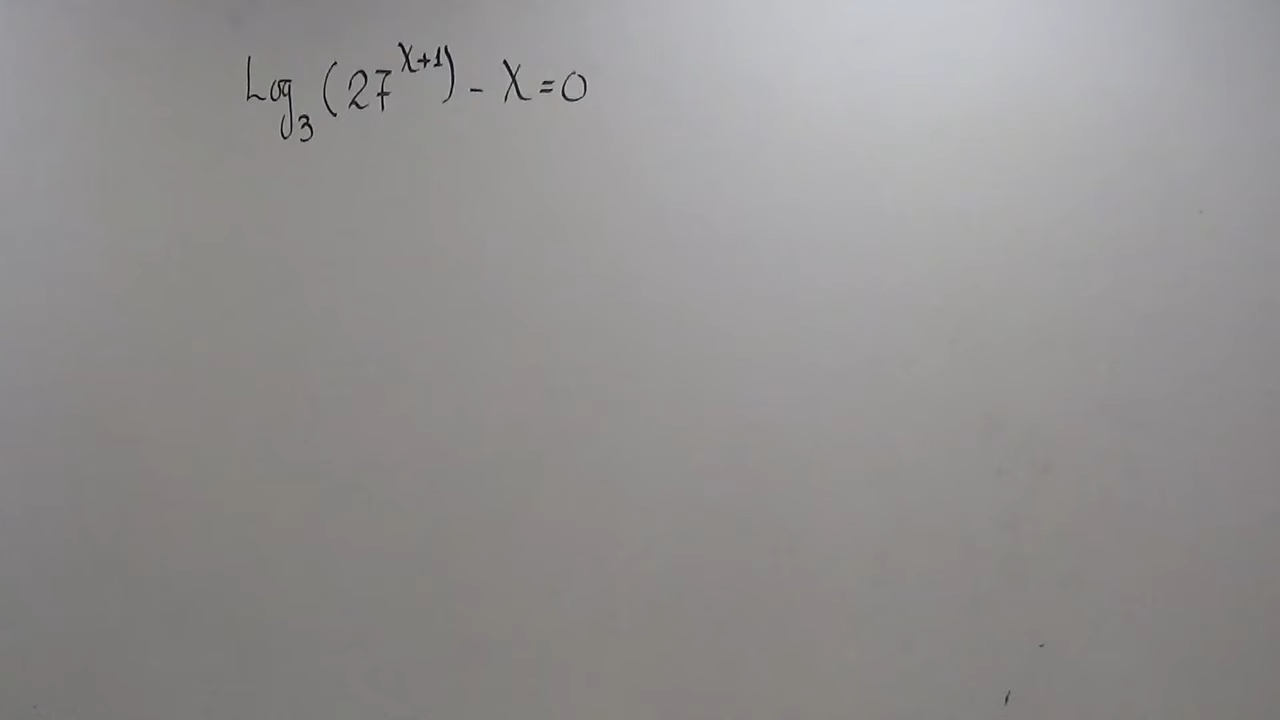 Log₃(27^(x+1)) - x = 0